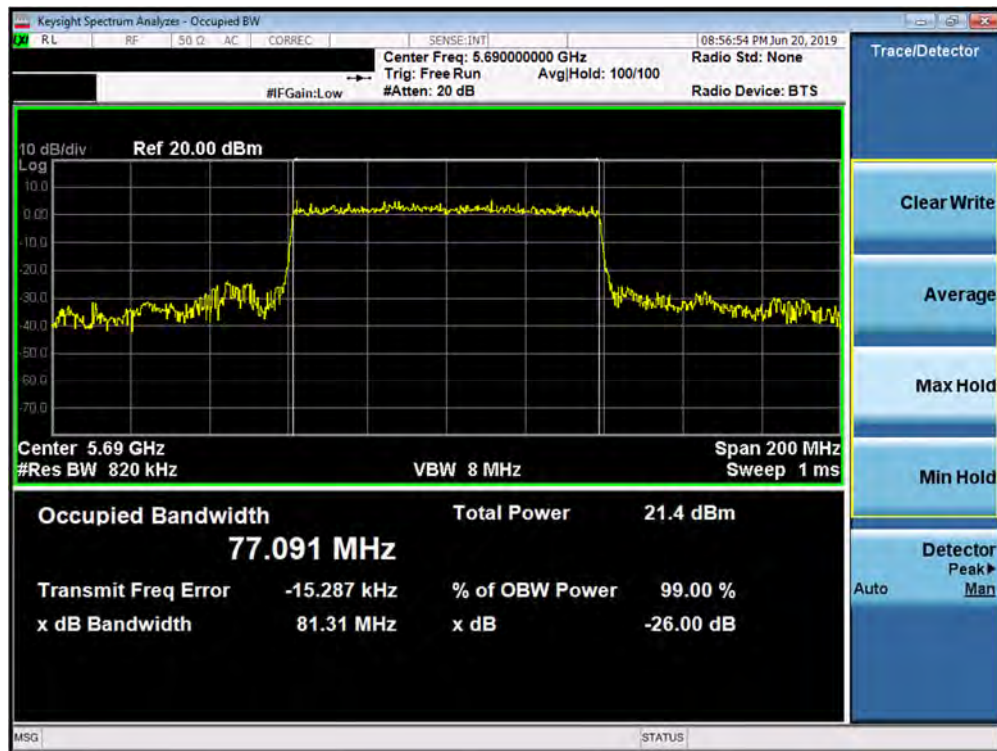 Keysight Spectrum Analyzer - Occupied BW
LXI RL RF 50 Ω AC CORREC SENSE:INT 08:56:54 PM Jun 20, 2019
Center Freq: 5.690000000 GHz Radio Std: None
Trig: Free Run Avg|Hold: 100/100
#IFGain:Low #Atten: 20 dB Radio Device: BTS
10 dB/div Ref 20.00 dBm
Log
10.0
0.00
-10.0
-20.0
-30.0
-40.0
-50.0
-60.0
-70.0
Center 5.69 GHz Span 200 MHz
#Res BW 820 kHz VBW 8 MHz Sweep 1 ms
Occupied Bandwidth Total Power 21.4 dBm
77.091 MHz
Transmit Freq Error -15.287 kHz % of OBW Power 99.00 %
x dB Bandwidth 81.31 MHz x dB -26.00 dB
MSG STATUS
Trace/Detector
Clear Write
Average
Max Hold
Min Hold
Detector
Peak▶
Auto Man